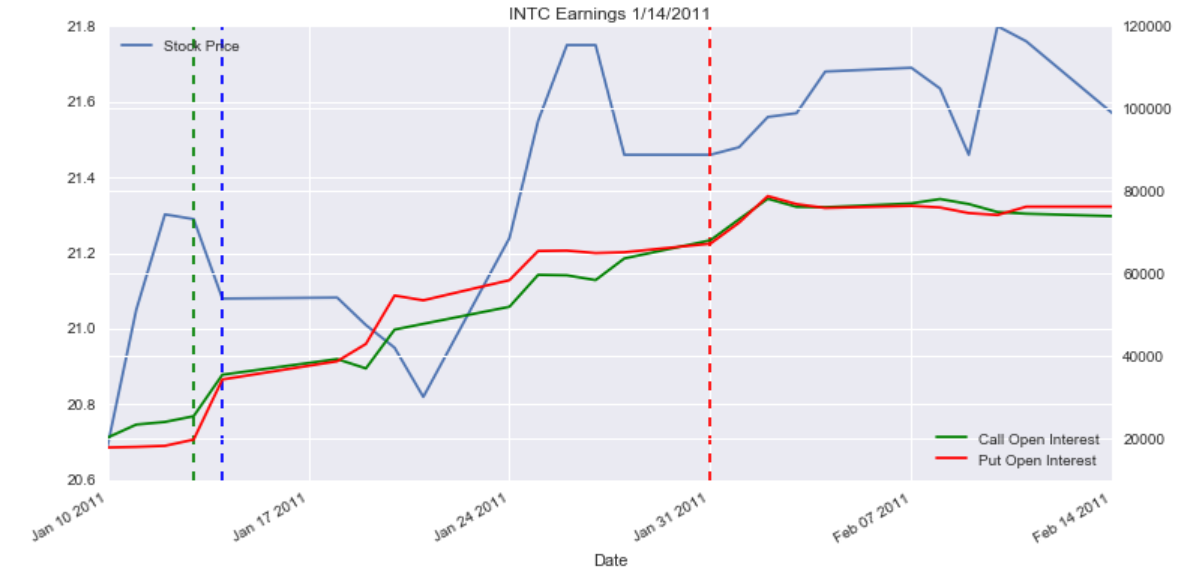 INTC Earnings 1/14/2011
Stock Price
21.8
21.6
21.4
21.2
21.0
20.8
20.6
120000
100000
80000
60000
40000
20000
Call Open Interest
Put Open Interest
Jan 10 2011
Jan 17 2011
Jan 24 2011
Jan 31 2011
Feb 07 2011
Feb 14 2011
Date